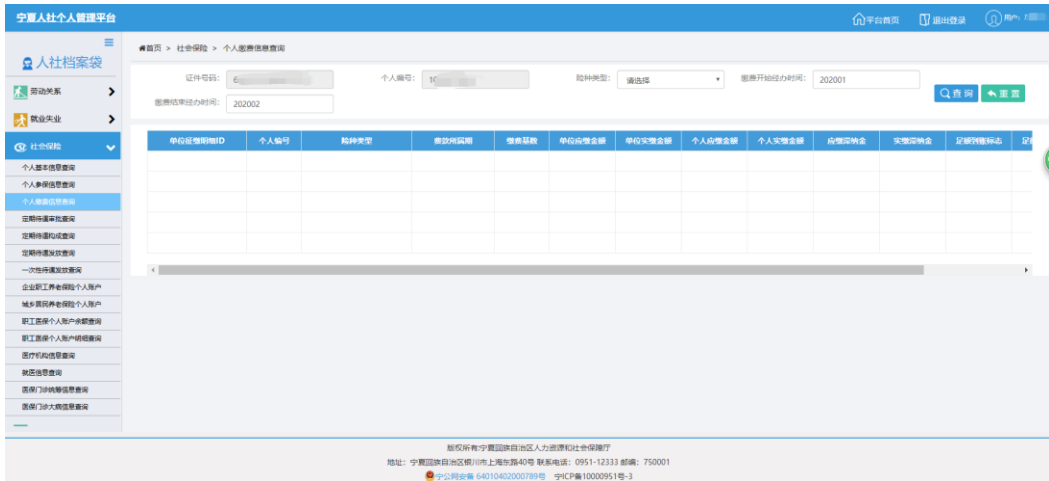 宁夏人社个人管理平台
平台首页 退出登录 用户:
人社档案袋
劳动关系
就业失业
社会保险
个人基本信息查询
个人参保信息查询
个人缴费信息查询
定期待遇审批查询
定期待遇构成查询
定期待遇发放查询
一次性待遇发放查询
企业职工养老保险个人账户
城乡居民养老保险个人账户
职工医保个人账户余额查询
职工医保个人账户明细查询
医疗机构信息查询
就医信息查询
医保门诊统筹信息查询
医保门诊大病信息查询
首页 > 社会保险 > 个人缴费信息查询
证件号码: 6 个人编号: 10 险种类型: 请选择 缴费开始经办时间: 202001
缴费结束经办时间: 202002
查询 重置
单位征缴明细ID 个人编号 险种类型 费款所属期 缴费基数 单位应缴金额 单位实缴金额 个人应缴金额 个人实缴金额 应缴滞纳金 实缴滞纳金 足额到账标志
版权所有:宁夏回族自治区人力资源和社会保障厅
地址: 宁夏回族自治区银川市上海东路40号 联系电话: 0951-12333 邮编: 750001
宁公网安备 64010402000789号 宁ICP备10000951号-3